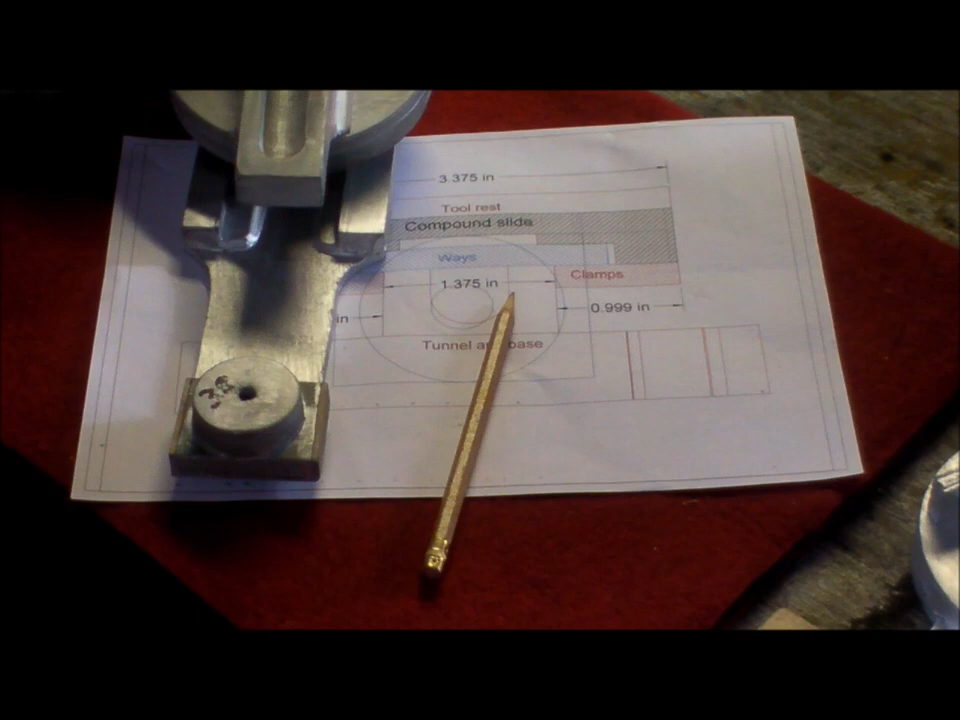 3.375 in
Tool rest
Compound slide
Ways
Clamps
1.375 in
0.999 in
in
Tunnel and base